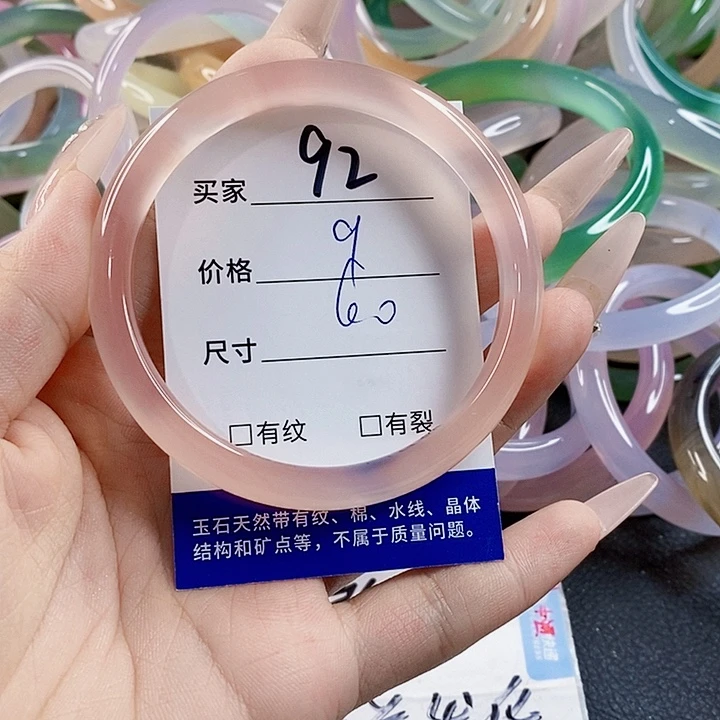 买家 92
价格 9
尺寸 60
□有纹 □有裂
玉石天然带有纹、棉、水线、晶体
结构和矿点等，不属于质量问题。